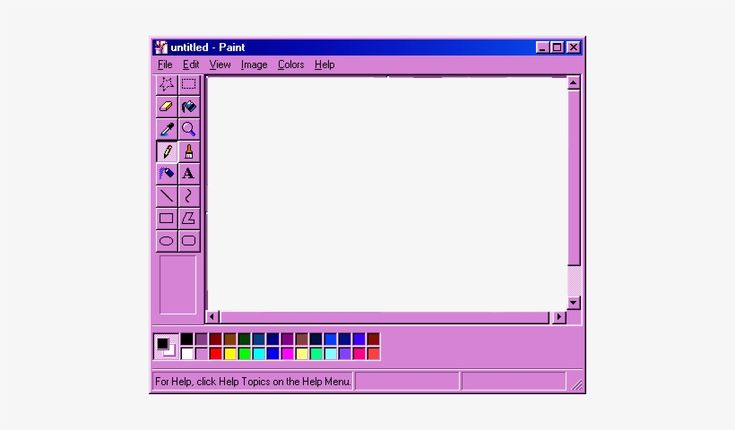 untitled - Paint
File Edit View Image Colors Help
A
For Help, click Help Topics on the Help Menu.